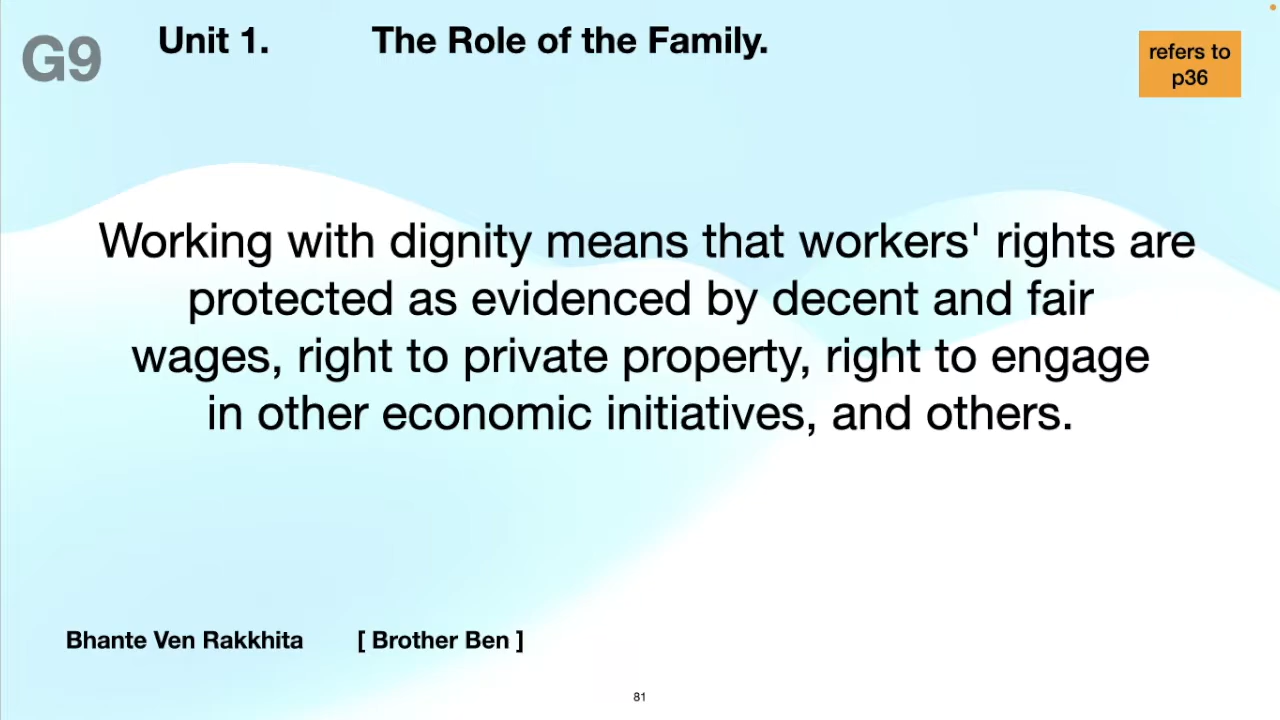 G9
Unit 1. The Role of the Family.
refers to
p36
Working with dignity means that workers' rights are
protected as evidenced by decent and fair
wages, right to private property, right to engage
in other economic initiatives, and others.
Bhante Ven Rakkhita [ Brother Ben ]
81